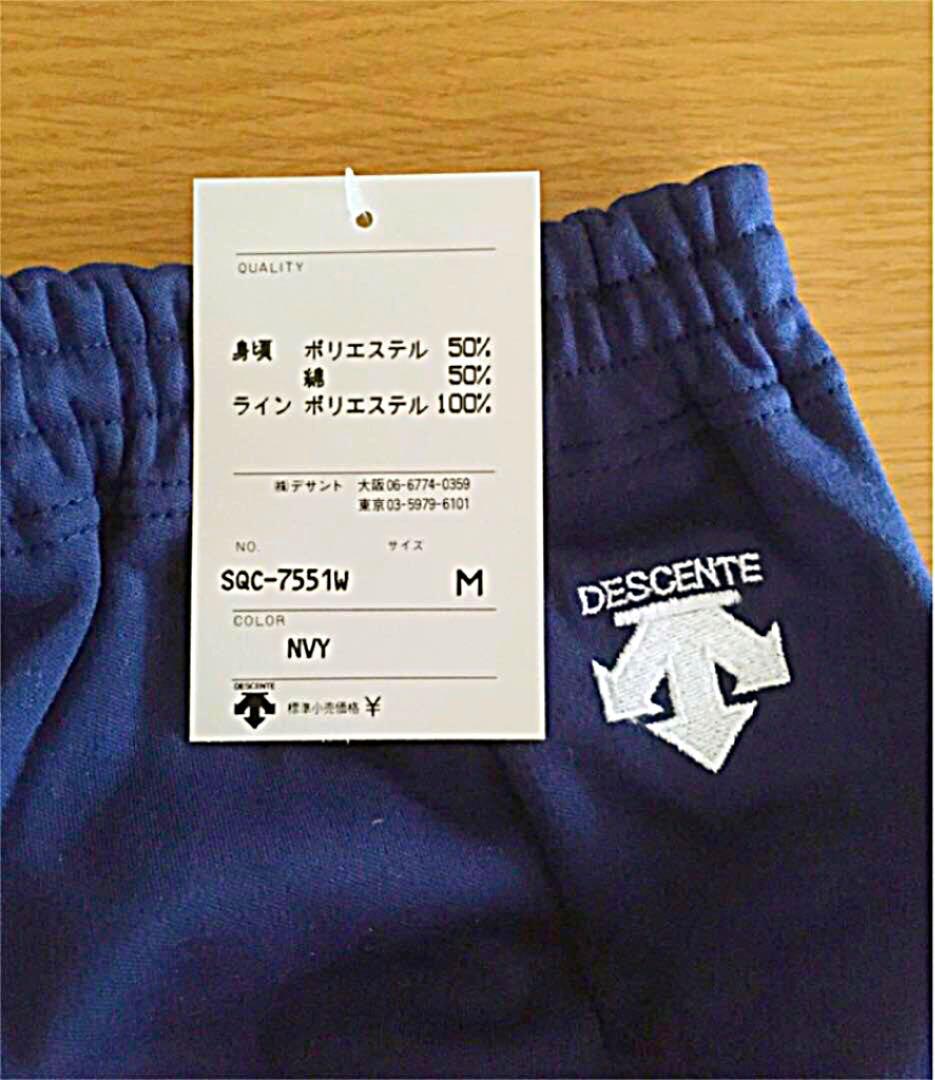 QUALITY
身頃 ポリエステル 50%
綿 50%
ライン ポリエステル 100%
㈱デサント 大阪 06-6774-0359
東京 03-5979-6101
NO. サイズ
SQC-7551W M
COLOR
NVY
DESCENTE
標準小売価格 ¥
DESCENTE